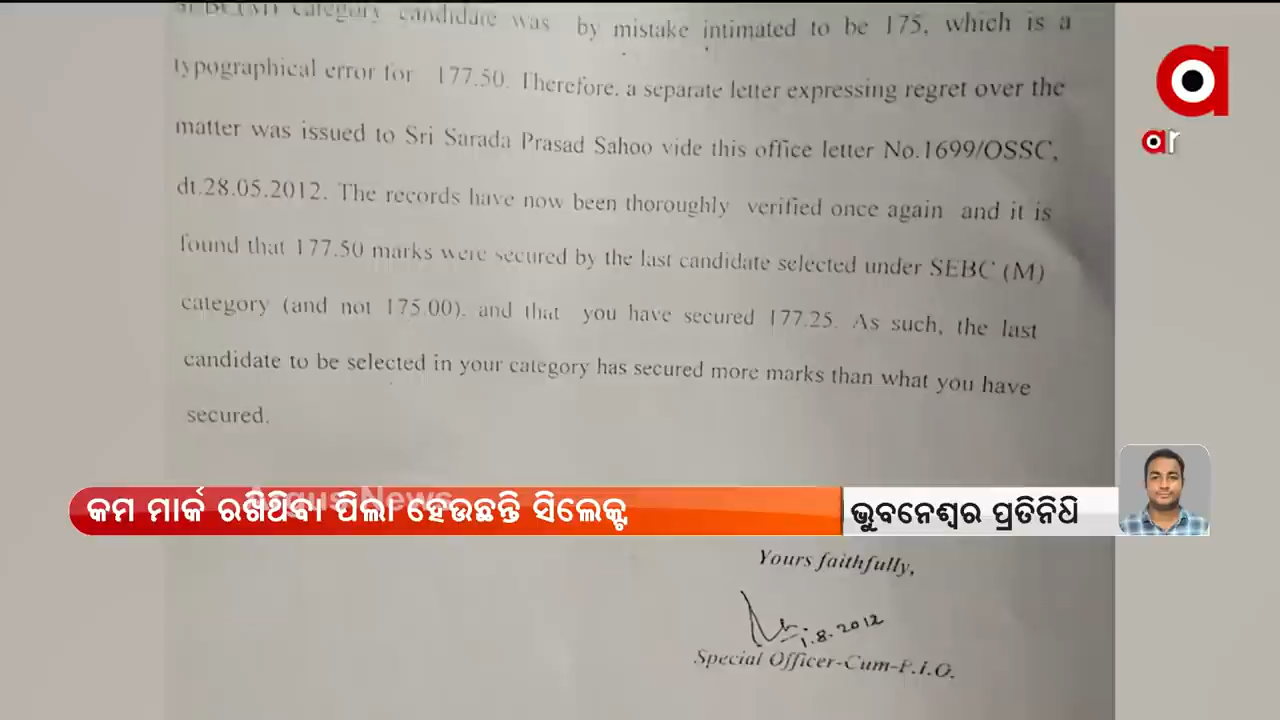 SEBC (M) category candidate was by mistake intimated to be 175, which is a
typographical error for 177.50. Therefore, a separate letter expressing regret over the
matter was issued to Sri Sarada Prasad Sahoo vide this office letter No.1699/OSSC,
dt.28.05.2012. The records have now been thoroughly verified once again and it is
found that 177.50 marks were secured by the last candidate selected under SEBC (M)
category (and not 175.00), and that you have secured 177.25. As such, the last
candidate to be selected in your category has secured more marks than what you have
secured.
Argus News
କମ ମାର୍କ ରଖିଥିବା ପିଲା ହେଉଛନ୍ତି ସିଲେକ୍ଟ
ଭୁବନେଶ୍ୱର ପ୍ରତିନିଧି
Yours faithfully,
1.8.2012
Special Officer-Cum-P.I.O.
a
ar